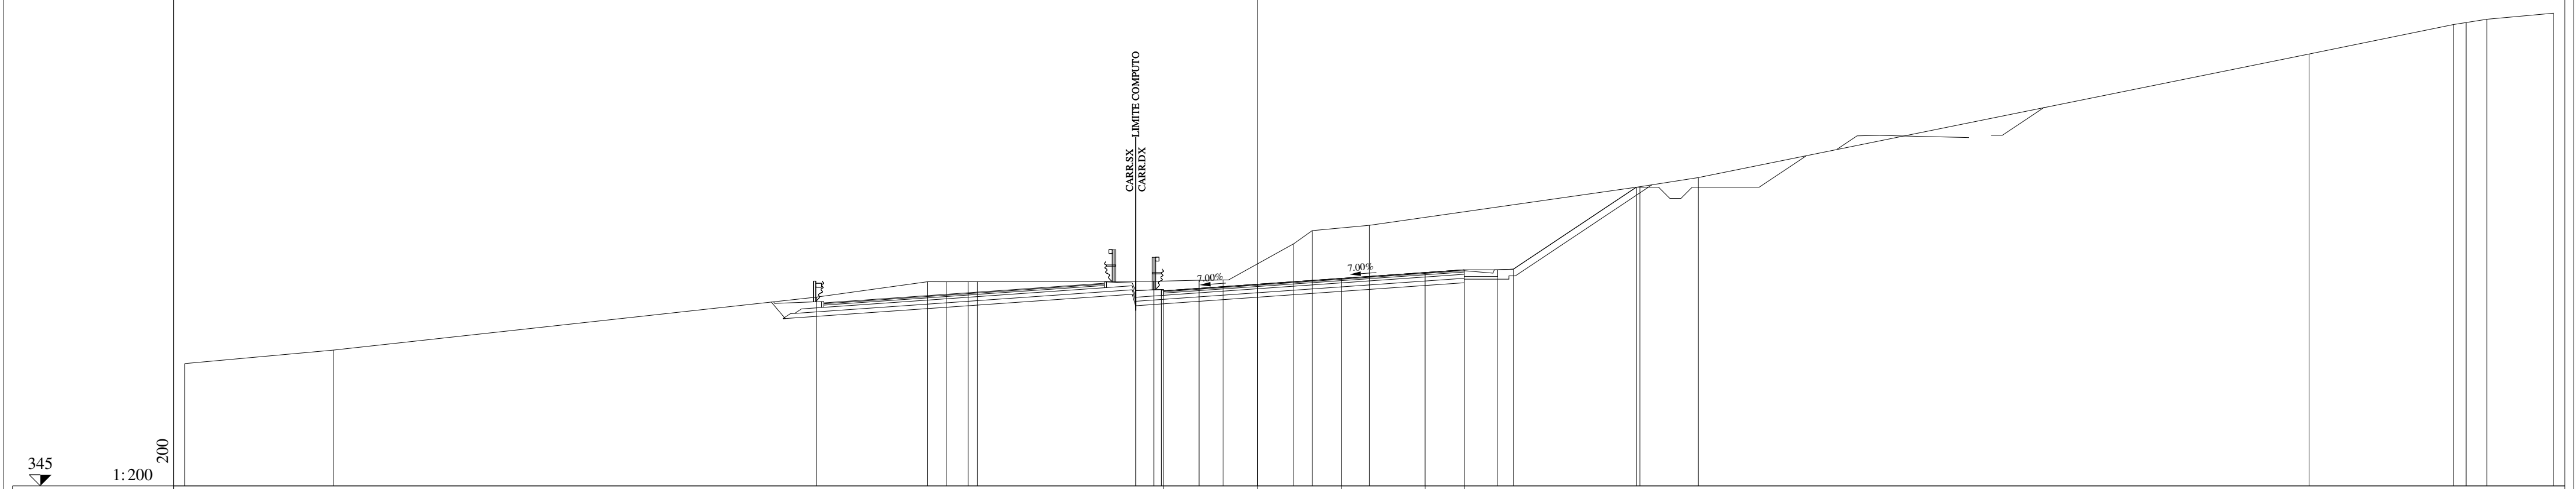 LIMITE COMPUTO
CARR.SX
CARR.DX
7.00%
7.00%
200
345
1:200